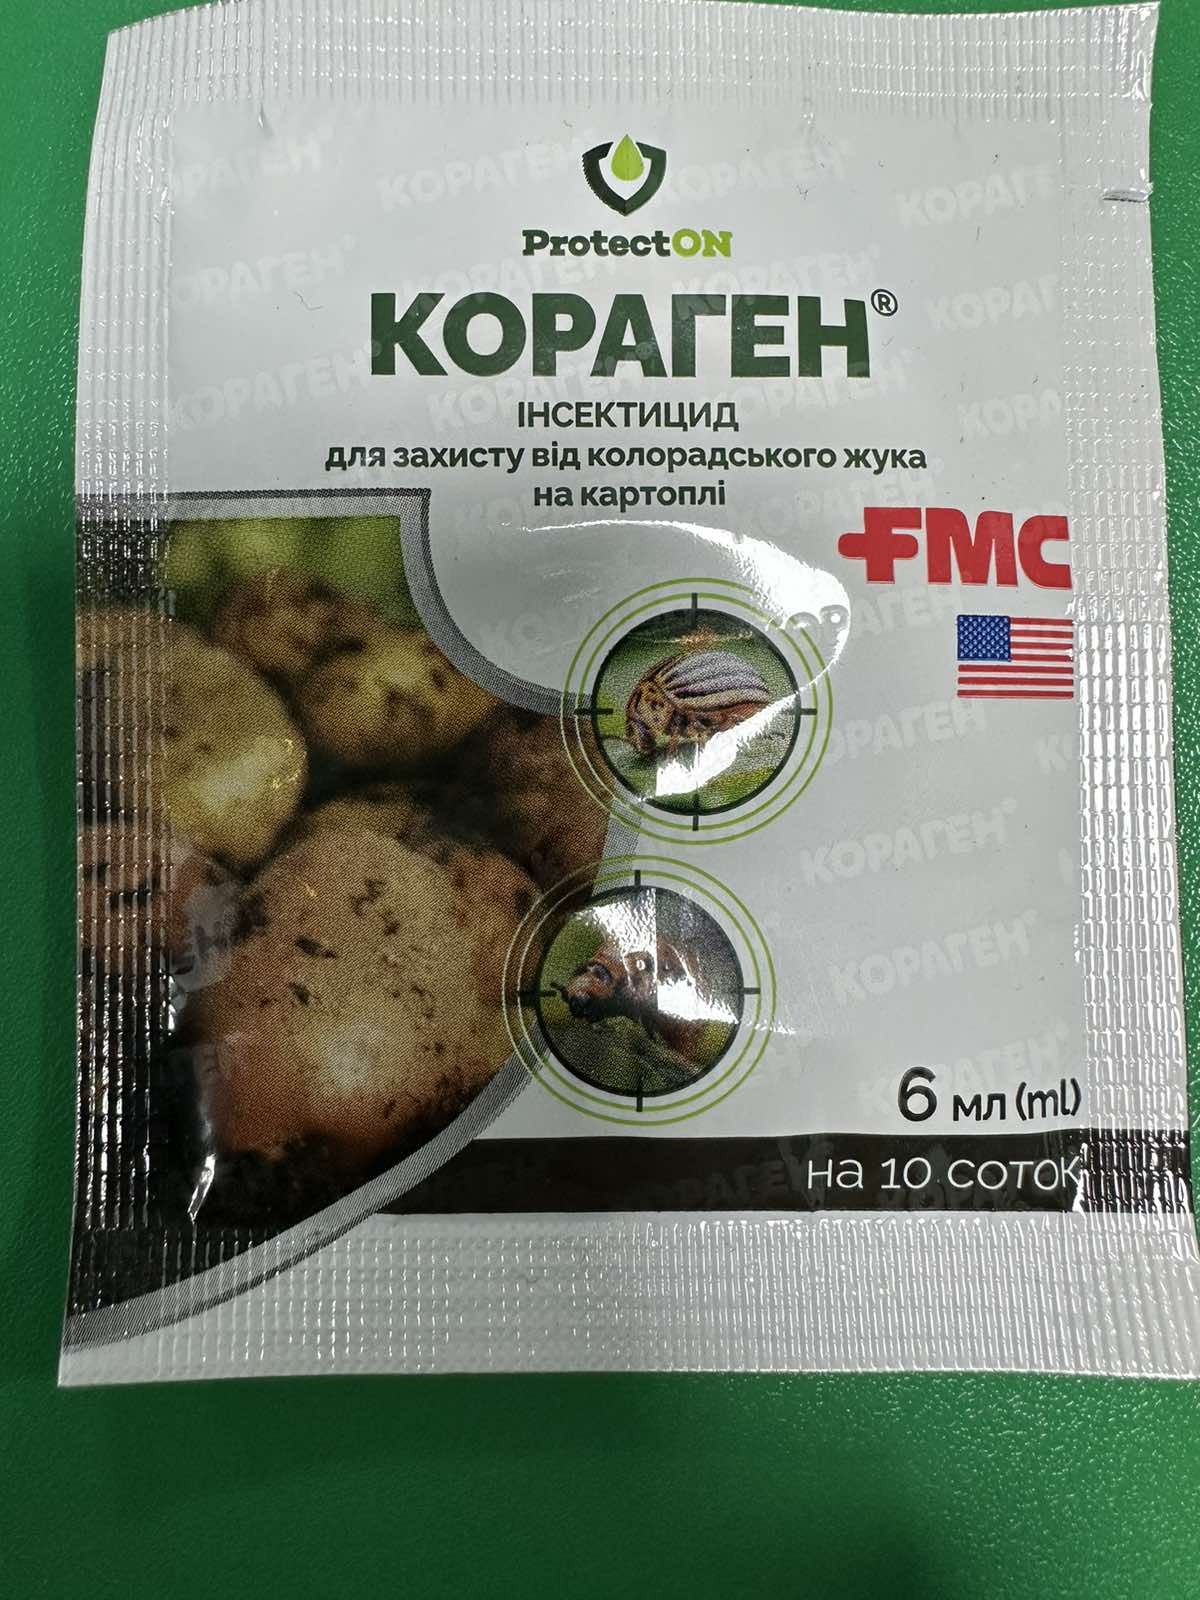 ProtectON
КОРАГЕН®
ІНСЕКТИЦИД
для захисту від колорадського жука
на картоплі
FMC
6 мл (ml)
на 10 соток